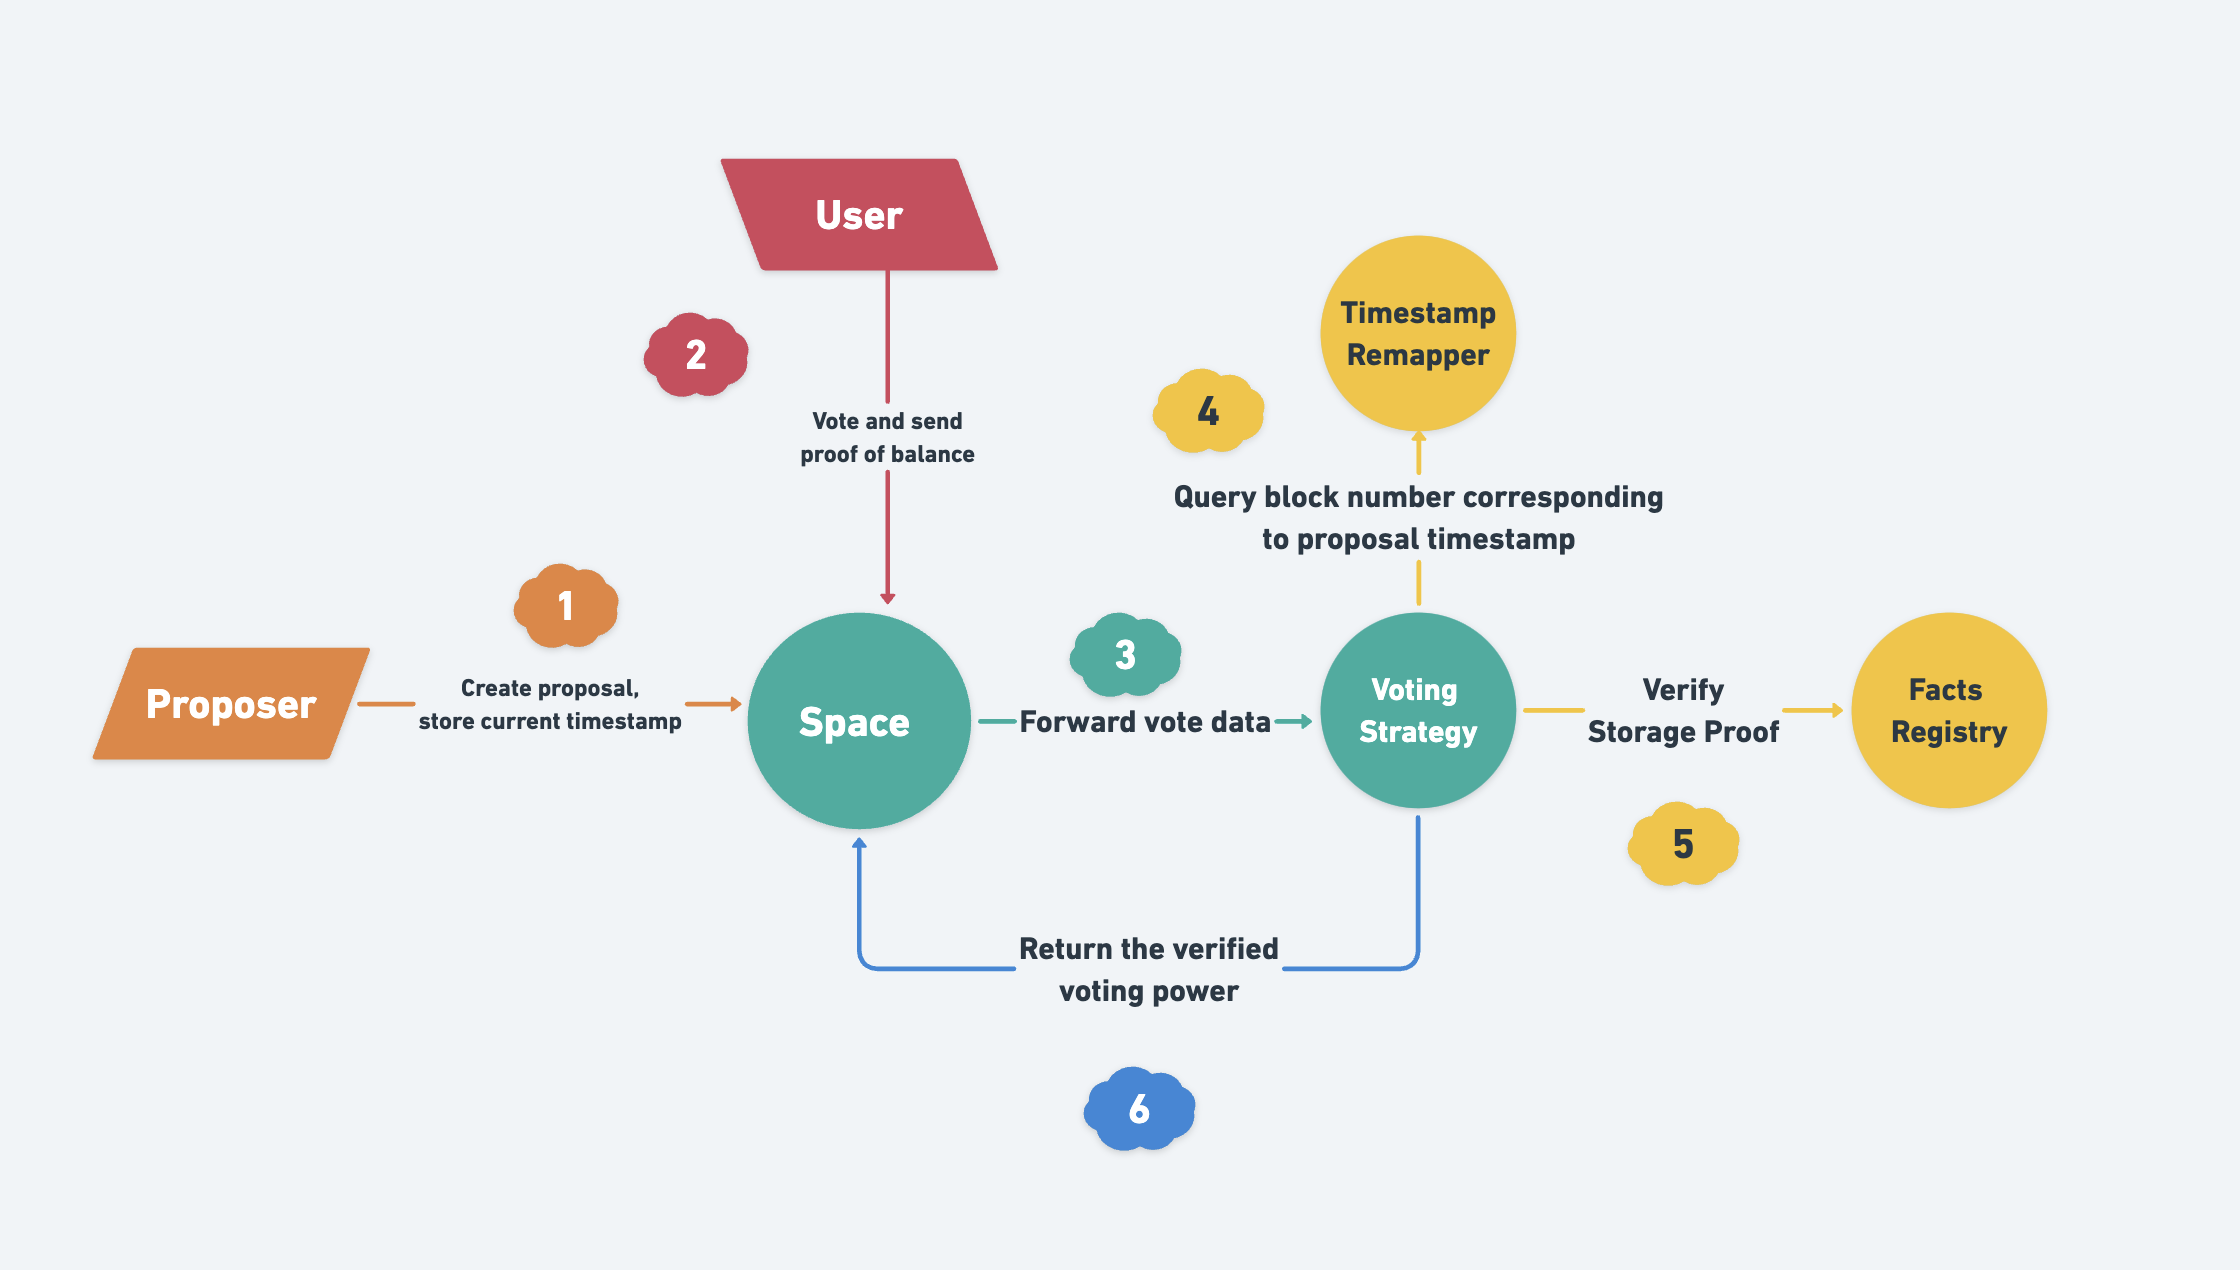 User
2
Vote and send
proof of balance
Timestamp
Remapper
4
Query block number corresponding
to proposal timestamp
1
Proposer
Create proposal,
store current timestamp
Space
3
Forward vote data
Voting
Strategy
Verify
Storage Proof
Facts
Registry
5
Return the verified
voting power
6